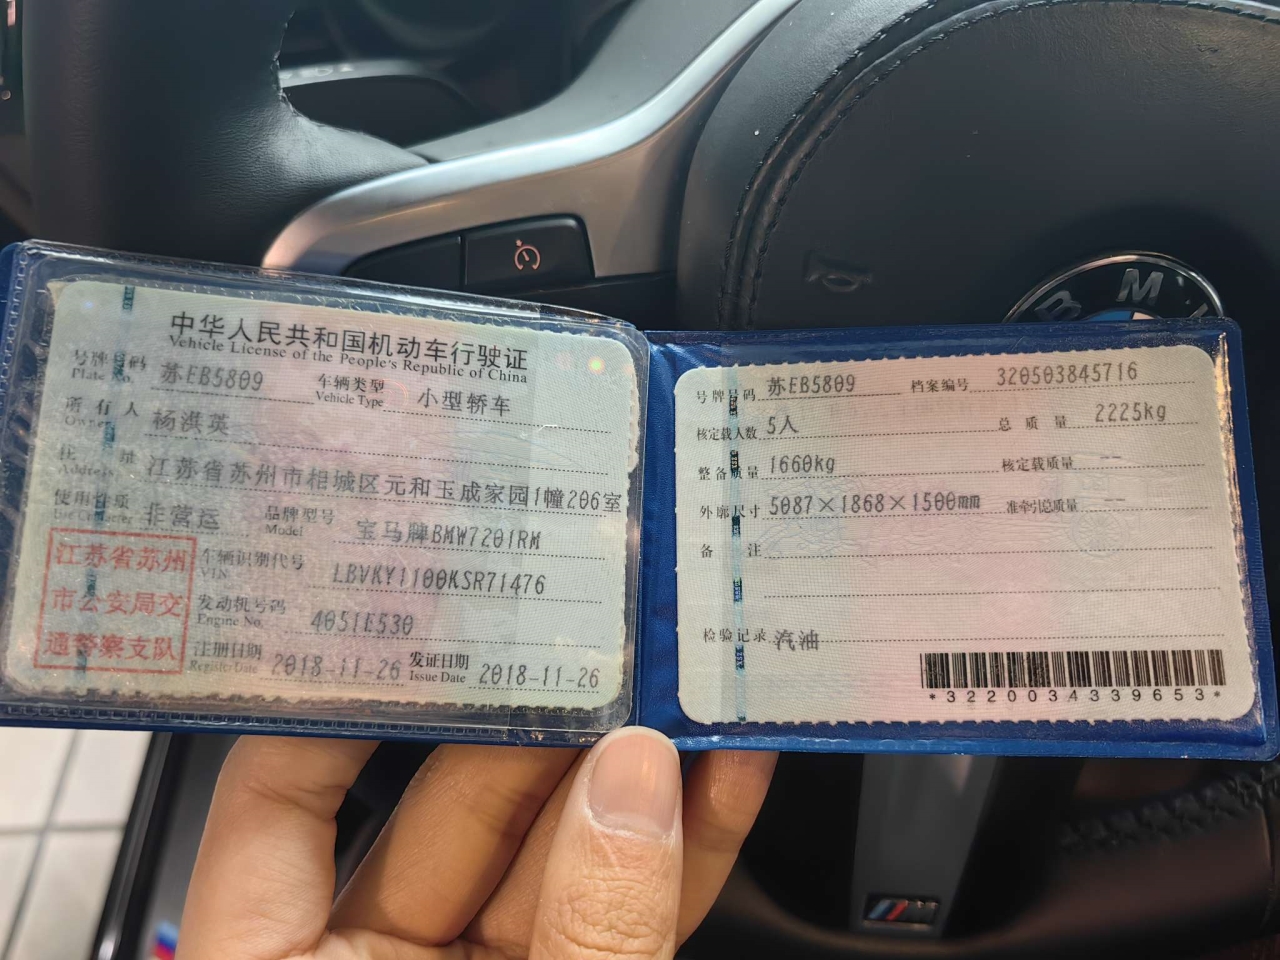 中华人民共和国机动车行驶证
Vehicle License of the People's Republic of China
号牌号码 苏EB5809 车辆类型 小型轿车
Plate No. Vehicle Type
所有人 杨洪英
Owner
住址 江苏省苏州市相城区元和玉成家园1幢206室
Address
使用性质 非营运 品牌型号 宝马牌BMW7201RM
Use Character Model
车辆识别代号 LBVKY1100KSR71476
VIN
发动机号码 4051E530
Engine No.
注册日期 2018-11-26 发证日期 2018-11-26
Register Date Issue Date
江苏省苏州
市公安局交
通警察支队
号牌号码 苏EB5809 档案编号 320503845716
核定载人数 5人 总质量 2225kg
整备质量 1660kg 核定载质量 --
外廓尺寸 5087×1868×1500mm 准牵引总质量 --
备注
检验记录 汽油
*3220034339653*
BMW